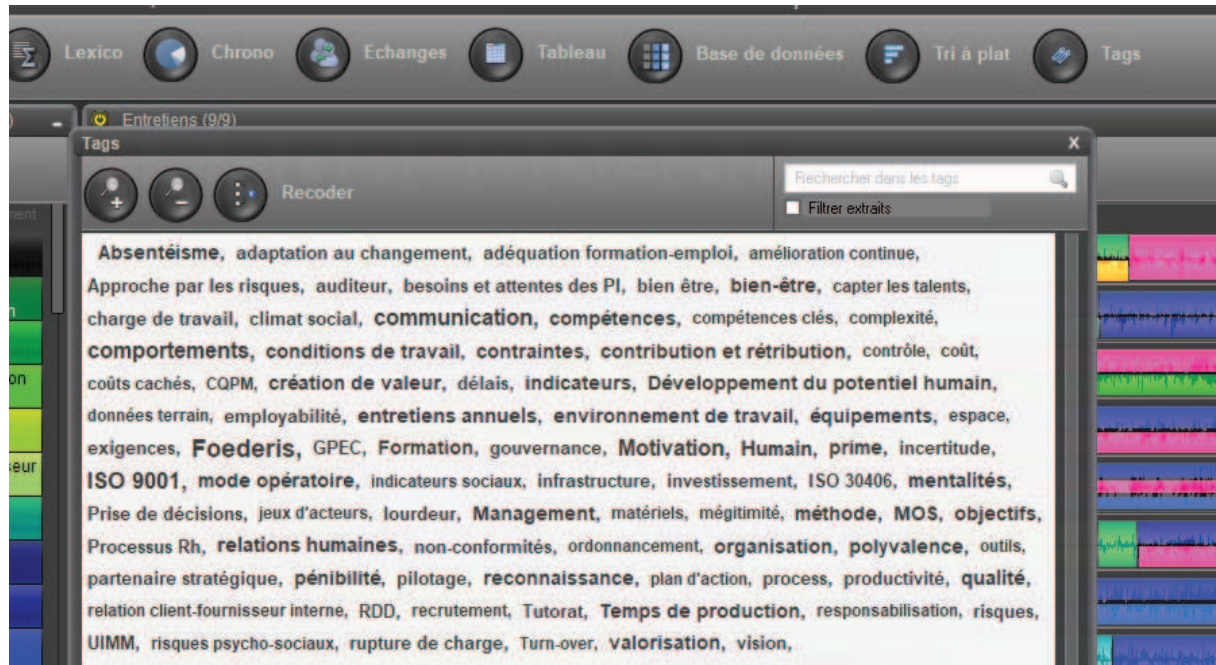 Lexico Chrono Echanges Tableau Base de données Tri à plat Tags
Entretiens (9/9)
Tags X
Recoder
Rechercher dans les tags
Filtrer extraits
Absentéisme, adaptation au changement, adéquation formation-emploi, amélioration continue,
Approche par les risques, auditeur, besoins et attentes des PI, bien être, bien-être, capter les talents,
charge de travail, climat social, communication, compétences, compétences clés, complexité,
comportements, conditions de travail, contraintes, contribution et rétribution, contrôle, coût,
coûts cachés, CQPM, création de valeur, délais, indicateurs, Développement du potentiel humain,
données terrain, employabilité, entretiens annuels, environnement de travail, équipements, espace,
exigences, Foederis, GPEC, Formation, gouvernance, Motivation, Humain, prime, incertitude,
ISO 9001, mode opératoire, indicateurs sociaux, infrastructure, investissement, ISO 30406, mentalités,
Prise de décisions, jeux d'acteurs, lourdeur, Management, matériels, mégitimité, méthode, MOS, objectifs,
Processus Rh, relations humaines, non-conformités, ordonnancement, organisation, polyvalence, outils,
partenaire stratégique, pénibilité, pilotage, reconnaissance, plan d'action, process, productivité, qualité,
relation client-fournisseur interne, RDD, recrutement, Tutorat, Temps de production, responsabilisation, risques,
UIMM, risques psycho-sociaux, rupture de charge, Turn-over, valorisation, vision,